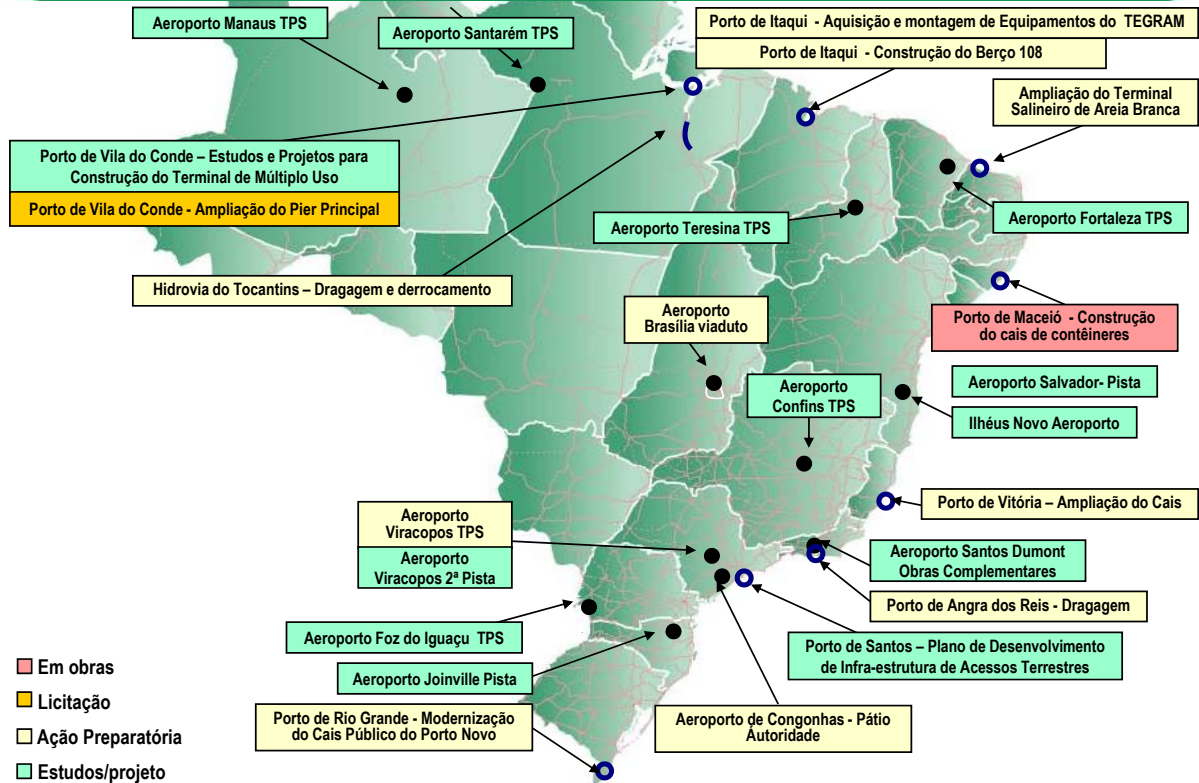 Aeroporto Manaus TPS
Aeroporto Santarém TPS
Porto de Itaqui - Aquisição e montagem de Equipamentos do TEGRAM
Porto de Itaqui - Construção do Berço 108
Ampliação do Terminal
Salineiro de Areia Branca
Porto de Vila do Conde – Estudos e Projetos para
Construção do Terminal de Múltiplo Uso
Porto de Vila do Conde - Ampliação do Pier Principal
Aeroporto Teresina TPS
Aeroporto Fortaleza TPS
Hidrovia do Tocantins – Dragagem e derrocamento
Aeroporto
Brasília viaduto
Porto de Maceió - Construção
do cais de contêineres
Aeroporto
Confins TPS
Aeroporto Salvador- Pista
Ilhéus Novo Aeroporto
Porto de Vitória – Ampliação do Cais
Aeroporto
Viracopos TPS
Aeroporto
Viracopos 2ª Pista
Aeroporto Santos Dumont
Obras Complementares
Porto de Angra dos Reis - Dragagem
Aeroporto Foz do Iguaçu TPS
Porto de Santos – Plano de Desenvolvimento
de Infra-estrutura de Acessos Terrestres
Aeroporto Joinville Pista
Porto de Rio Grande - Modernização
do Cais Público do Porto Novo
Aeroporto de Congonhas - Pátio
Autoridade
Em obras
Licitação
Ação Preparatória
Estudos/projeto